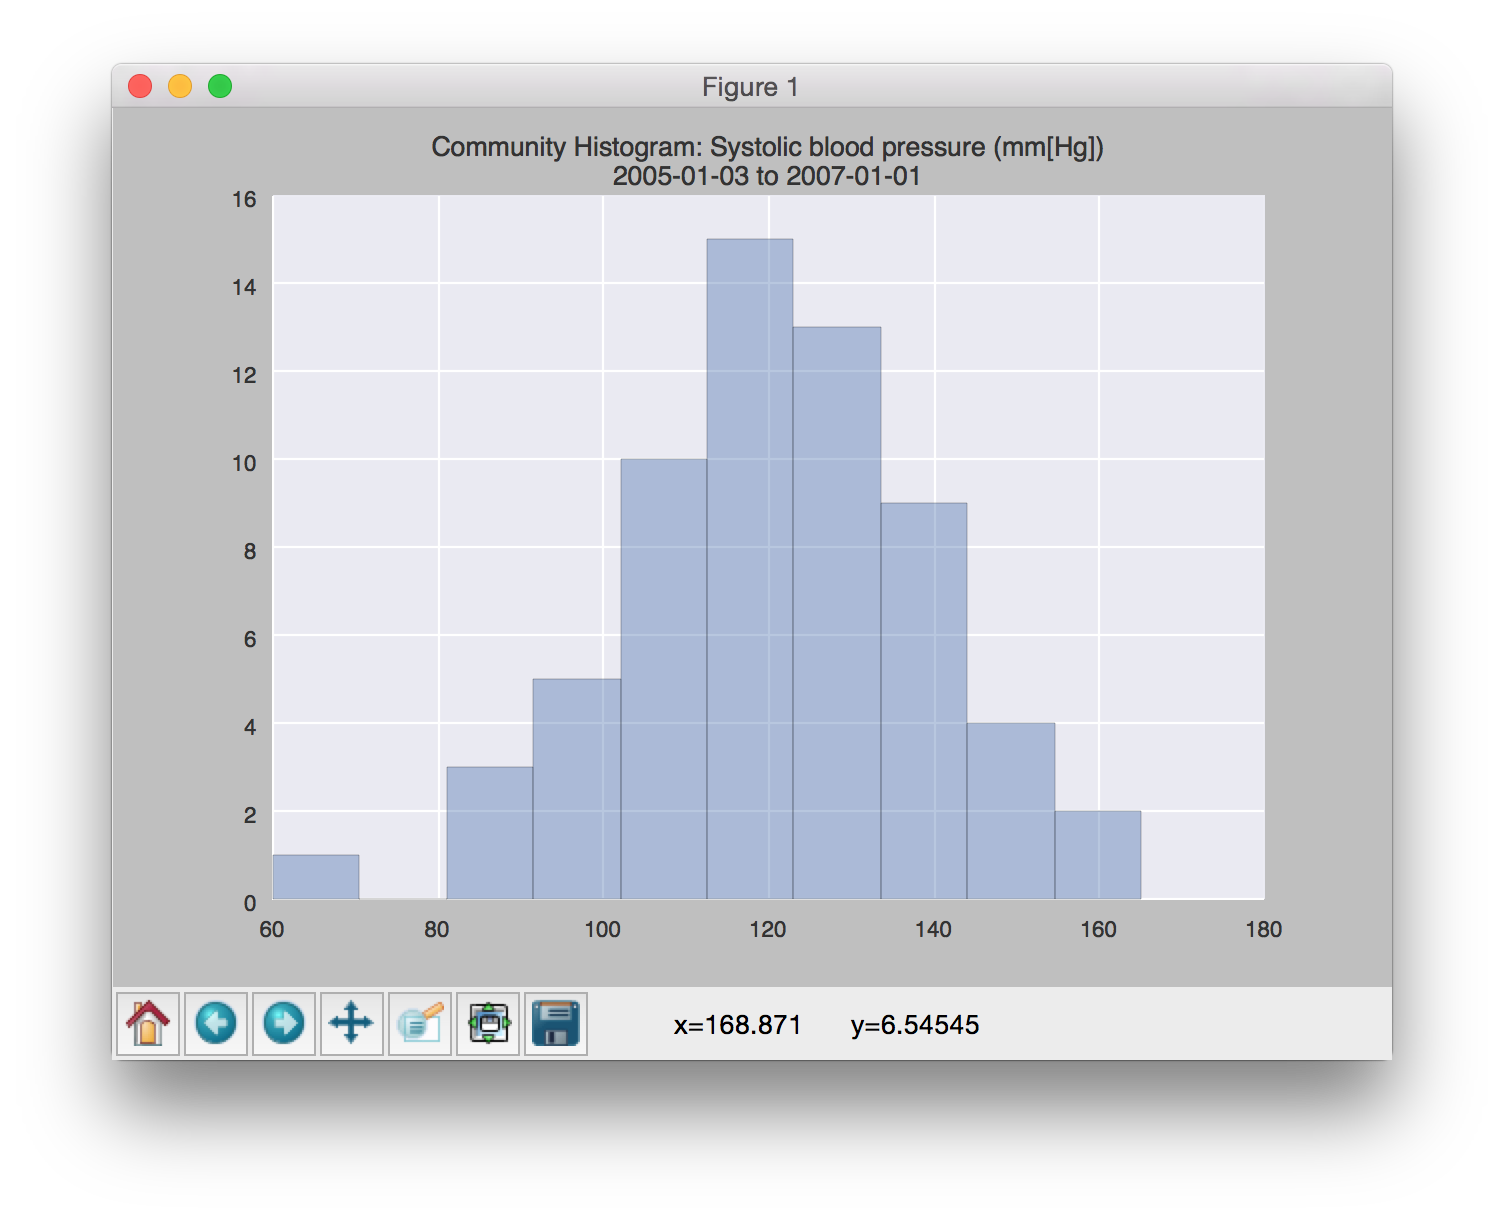 Figure 1
Community Histogram: Systolic blood pressure (mm[Hg])
2005-01-03 to 2007-01-01
16
14
12
10
8
6
4
2
0
60 80 100 120 140 160 180
x=168.871 y=6.54545